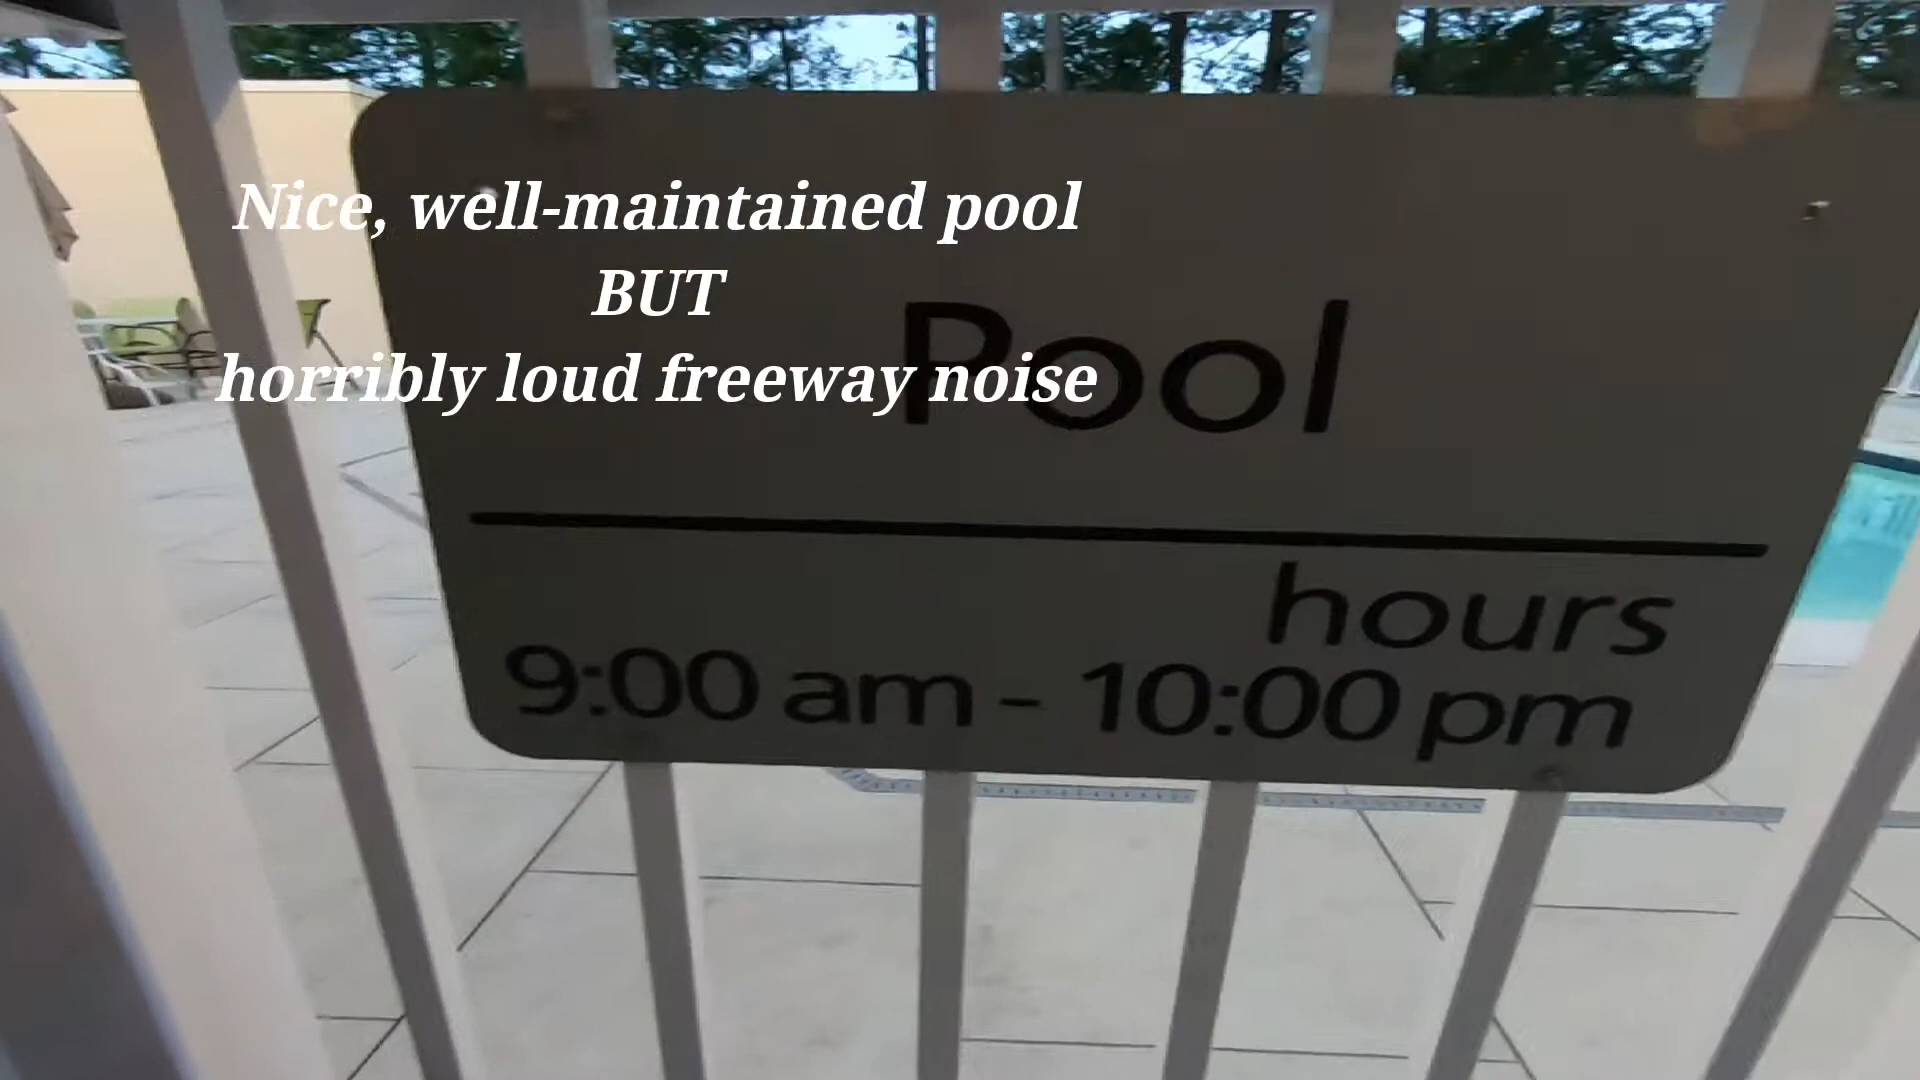 Nice, well-maintained pool
BUT
horribly loud freeway noise
Pool
hours
9:00 am - 10:00 pm